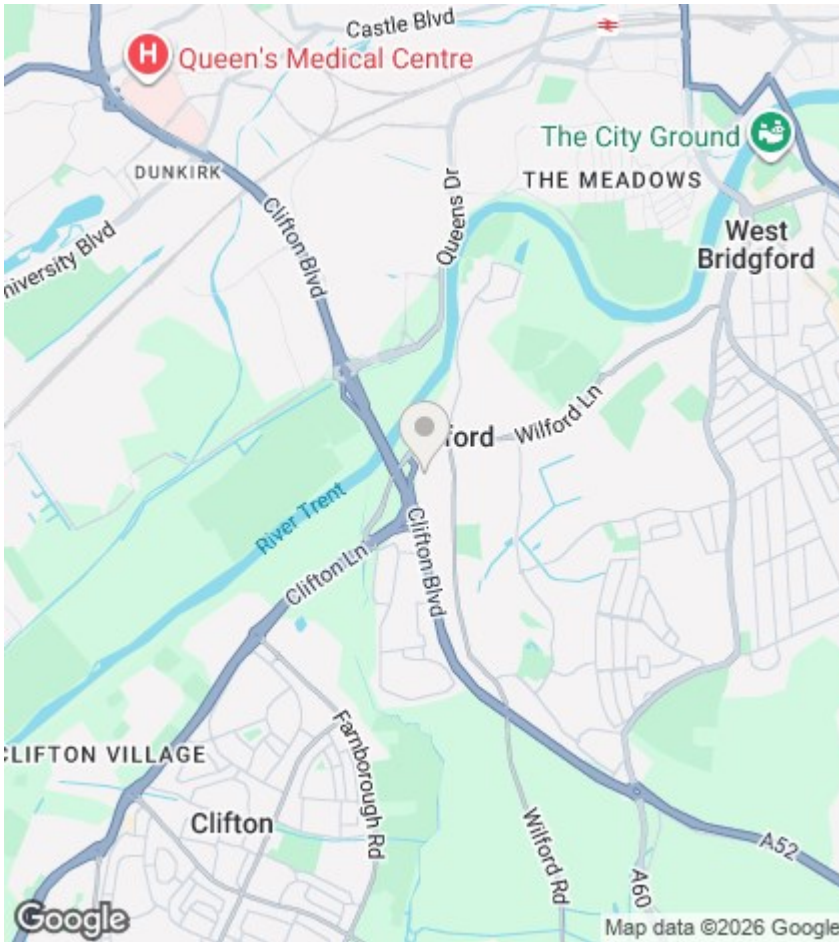 Castle Blvd
Queen's Medical Centre
The City Ground
DUNKIRK
THE MEADOWS
Queens Dr
Clifton Blvd
West
Bridgford
niversity Blvd
ford
Wilford Ln
River Trent
Clifton Ln
Clifton Blvd
Farnborough Rd
CLIFTON VILLAGE
Clifton
Wilford Rd
A52
A60
Google
Map data ©2026 Google
H